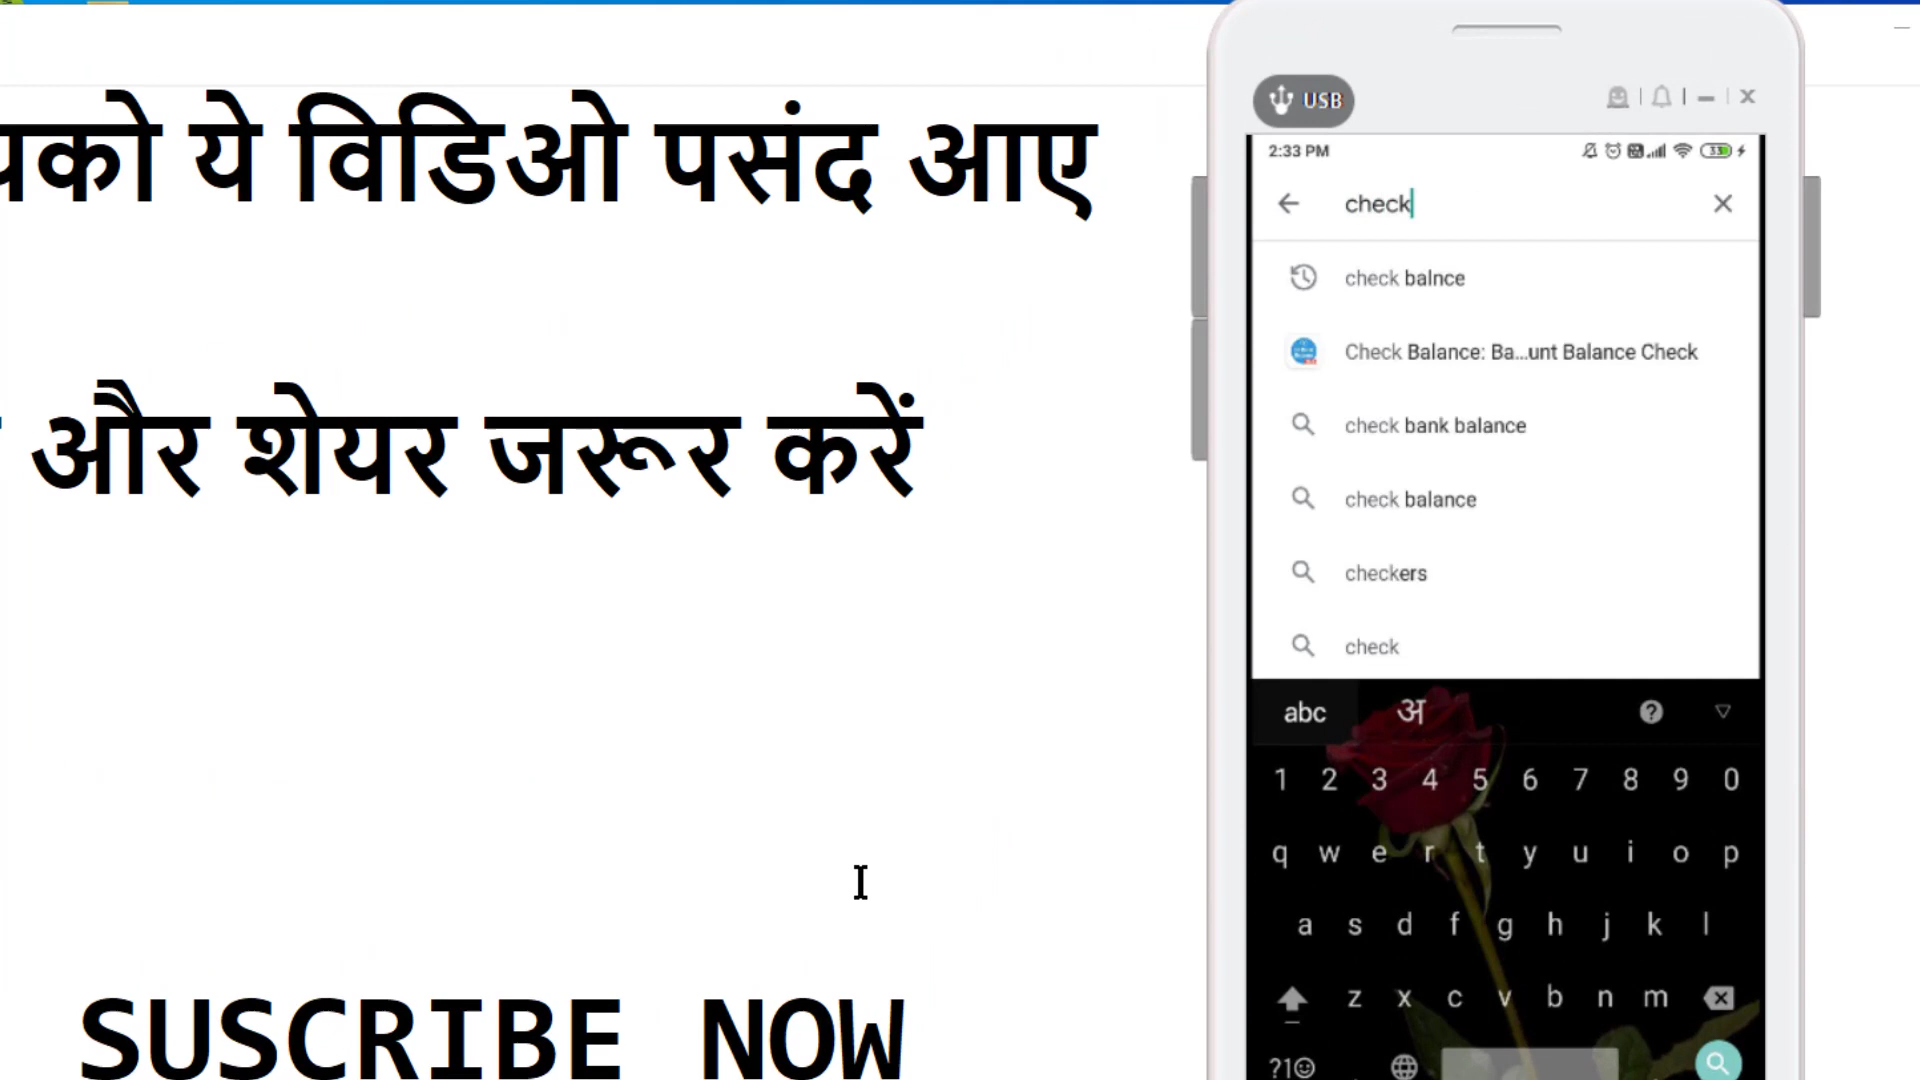 ये विडिओ पसंद आए
और शेयर जरूर करें
SUSCRIBE NOW
USB
2:33 PM
33
check
check balnce
Check Balance: Ba...unt Balance Check
check bank balance
check balance
checkers
check
abc अ
1 2 3 4 5 6 7 8 9 0
q w e r t y u i o p
a s d f g h j k l
z x c v b n m
?1☺